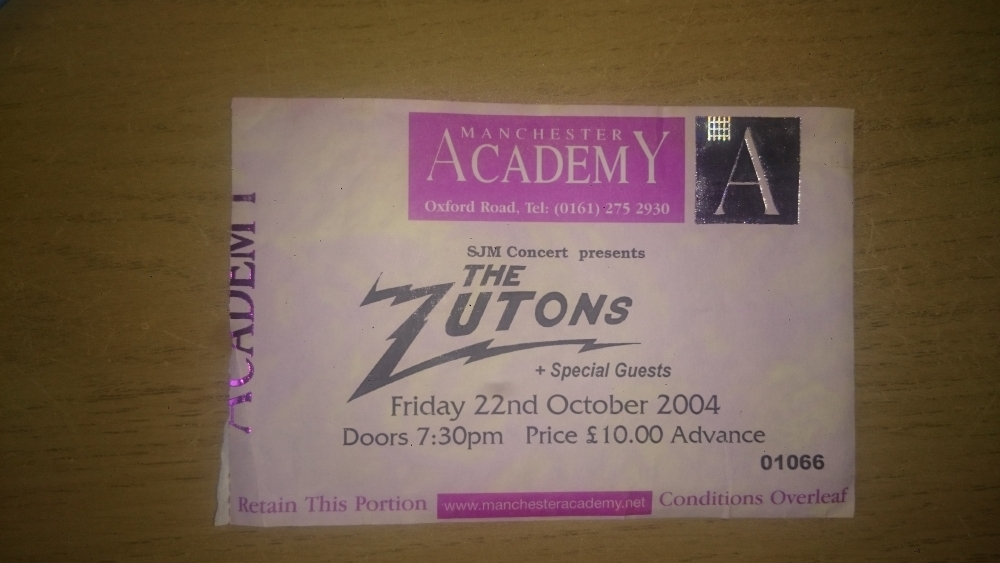 MANCHESTER
ACADEMY
Oxford Road, Tel: (0161) 275 2930
A
ACADEMY
SJM Concert presents
THE
ZUTONS
+ Special Guests
Friday 22nd October 2004
Doors 7:30pm Price £10.00 Advance
01066
Retain This Portion www.manchesteracademy.net Conditions Overleaf